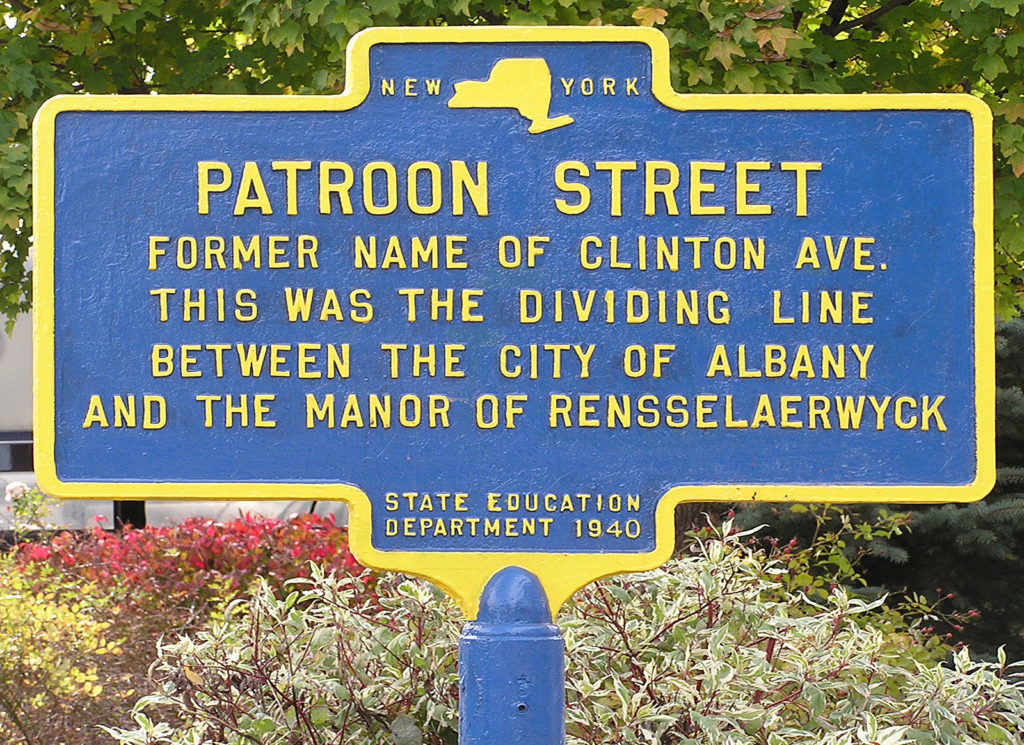 NEW YORK
PATROON STREET
FORMER NAME OF CLINTON AVE.
THIS WAS THE DIVIDING LINE
BETWEEN THE CITY OF ALBANY
AND THE MANOR OF RENSSELAERWYCK
STATE EDUCATION
DEPARTMENT 1940